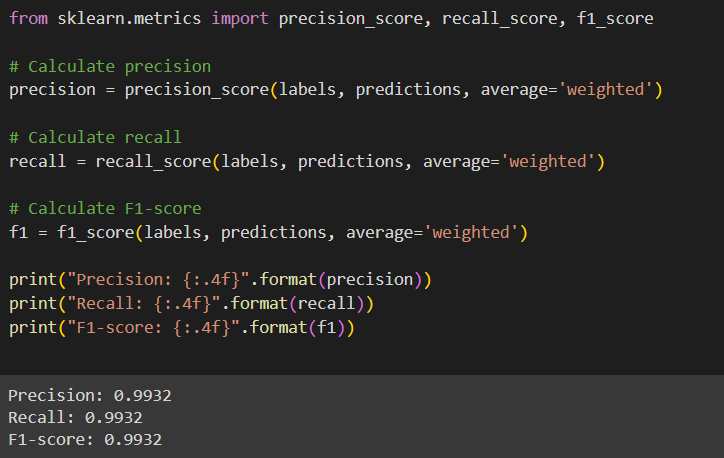 from sklearn.metrics import precision_score, recall_score, f1_score
# Calculate precision
precision = precision_score(labels, predictions, average='weighted')
# Calculate recall
recall = recall_score(labels, predictions, average='weighted')
# Calculate F1-score
f1 = f1_score(labels, predictions, average='weighted')
print("Precision: {:.4f}".format(precision))
print("Recall: {:.4f}".format(recall))
print("F1-score: {:.4f}".format(f1))
Precision: 0.9932
Recall: 0.9932
F1-score: 0.9932